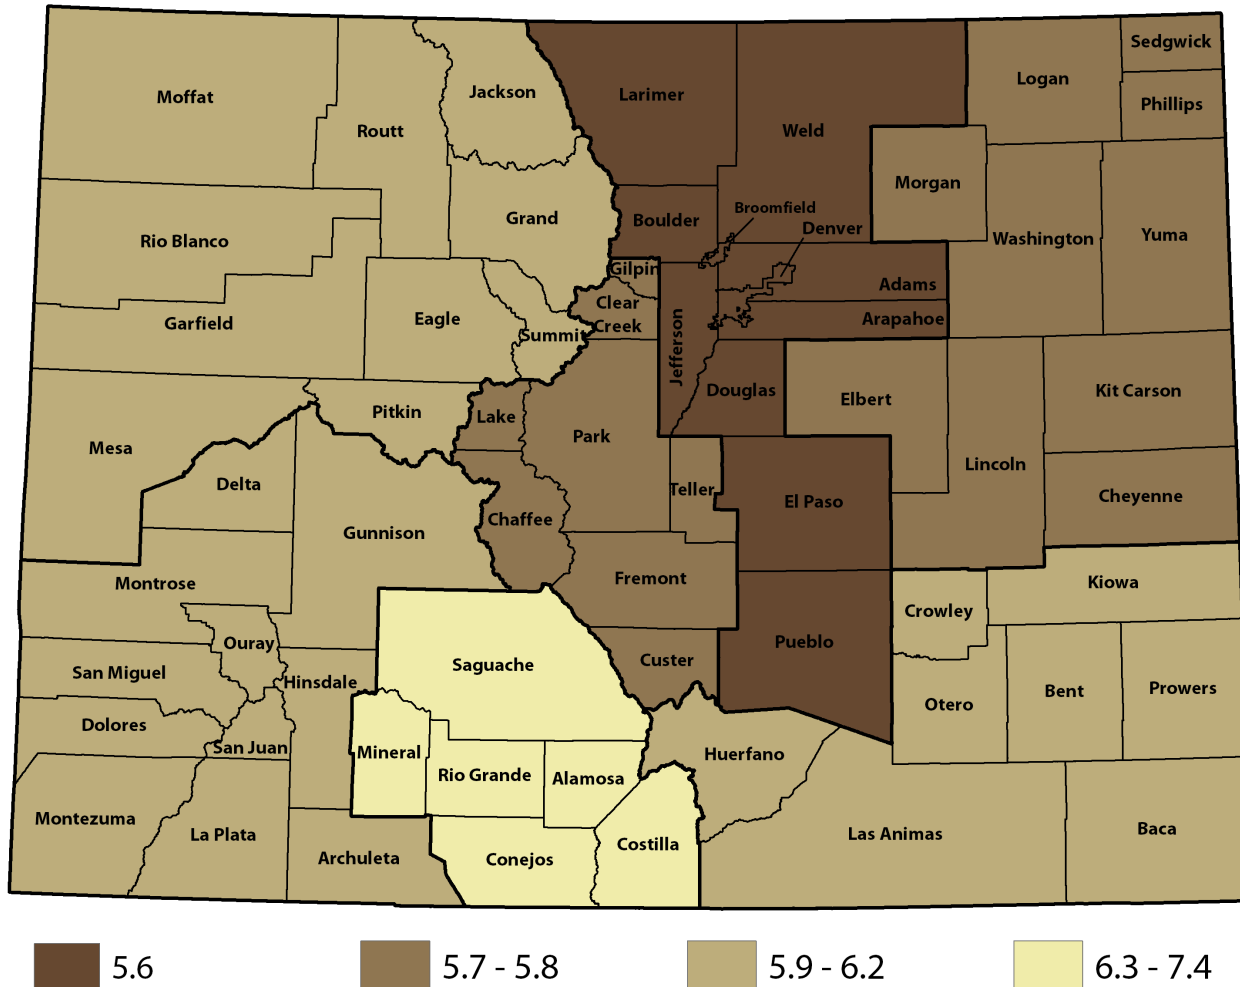 Sedgwick
Moffat
Jackson
Larimer
Logan
Phillips
Routt
Weld
Morgan
Grand
Boulder
Broomfield
Denver
Rio Blanco
Washington
Yuma
Gilpin
Adams
Clear
Creek
Garfield
Eagle
Summit
Arapahoe
Jefferson
Douglas
Elbert
Kit Carson
Pitkin
Lake
Park
Mesa
Lincoln
Delta
Teller
El Paso
Cheyenne
Gunnison
Chaffee
Montrose
Fremont
Kiowa
Crowley
Ouray
Pueblo
San Miguel
Hinsdale
Saguache
Custer
Otero
Bent
Prowers
Dolores
San Juan
Mineral
Rio Grande
Alamosa
Huerfano
Montezuma
La Plata
Archuleta
Conejos
Costilla
Las Animas
Baca
5.6
5.7 - 5.8
5.9 - 6.2
6.3 - 7.4